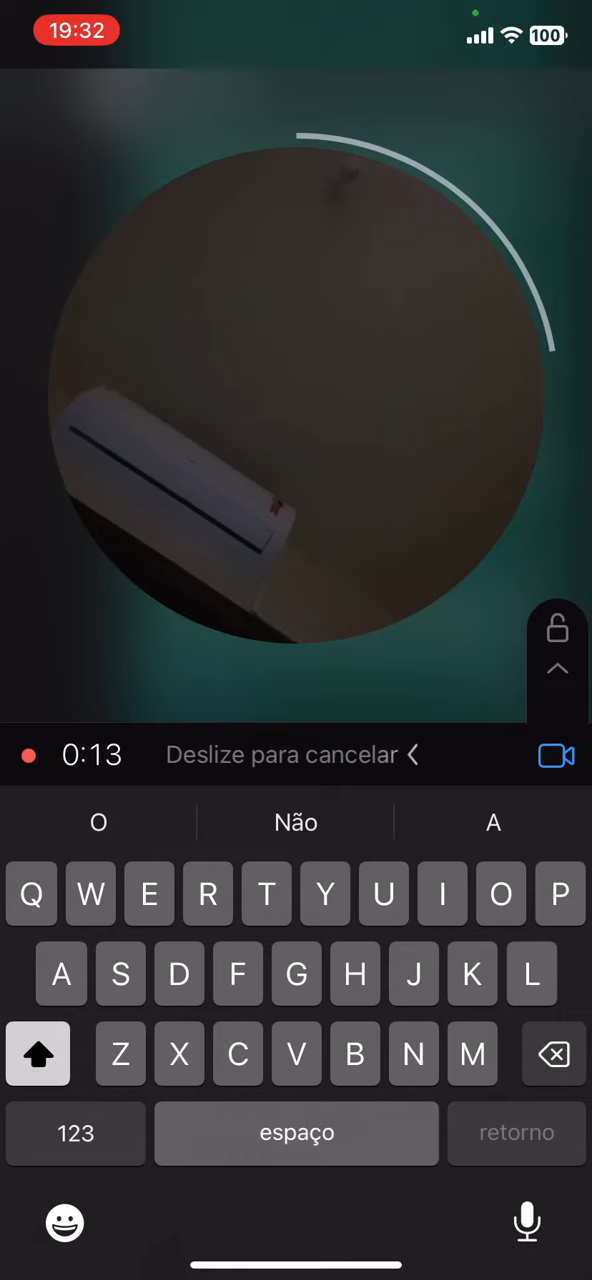 19:32
100
0:13 Deslize para cancelar
O Não A
Q W E R T Y U I O P
A S D F G H J K L
Z X C V B N M
123 espaço retorno